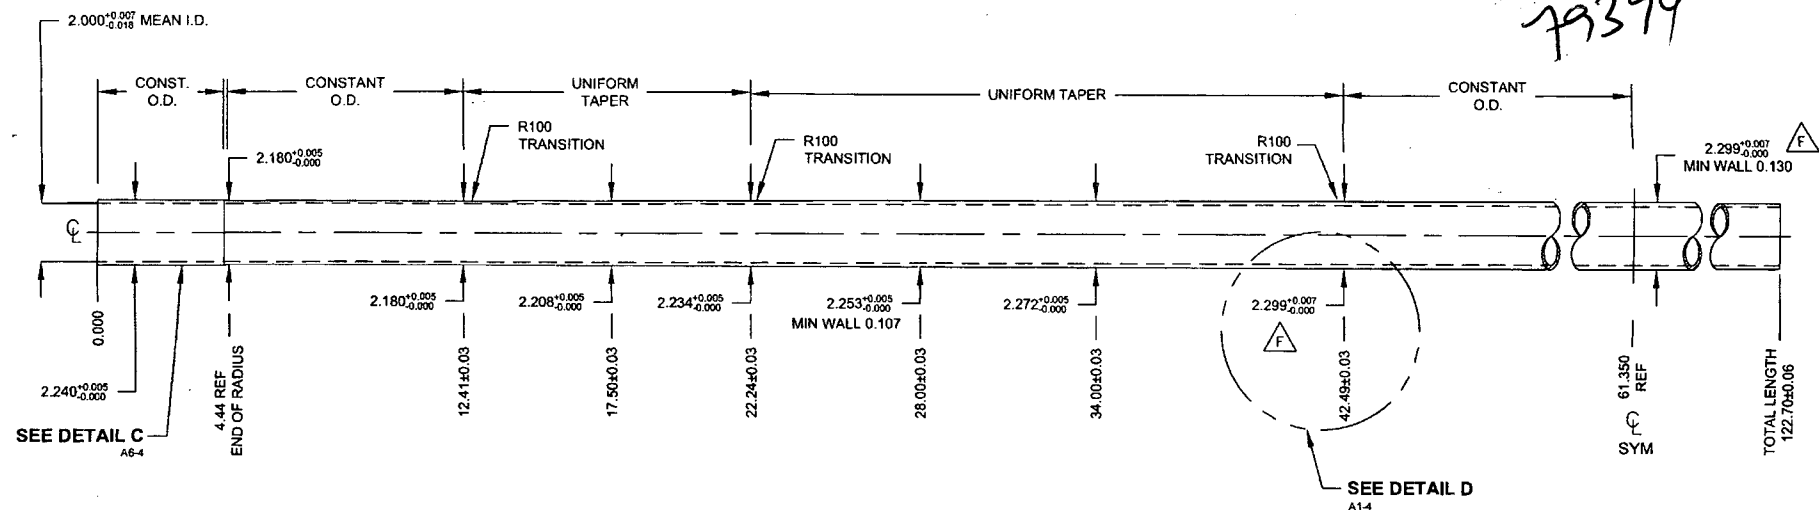 79394
2.000+0.007-0.018 MEAN I.D.
CONST.
O.D.
CONSTANT
O.D.
UNIFORM
TAPER
UNIFORM TAPER
CONSTANT
O.D.
R100
TRANSITION
R100
TRANSITION
R100
TRANSITION
2.180+0.005-0.000
2.299+0.007-0.000
MIN WALL 0.130
F
CL
2.180+0.005-0.000
2.208+0.005-0.000
2.234+0.005-0.000
2.253+0.005-0.000
MIN WALL 0.107
2.272+0.005-0.000
2.299+0.007-0.000
F
0.000
2.240+0.005-0.000
4.44 REF
END OF RADIUS
12.41±0.03
17.50±0.03
22.24±0.03
28.00±0.03
34.00±0.03
42.49±0.03
61.350
REF
CL
SYM
TOTAL LENGTH
122.70±0.06
SEE DETAIL C
A6-4
SEE DETAIL D
A1-4